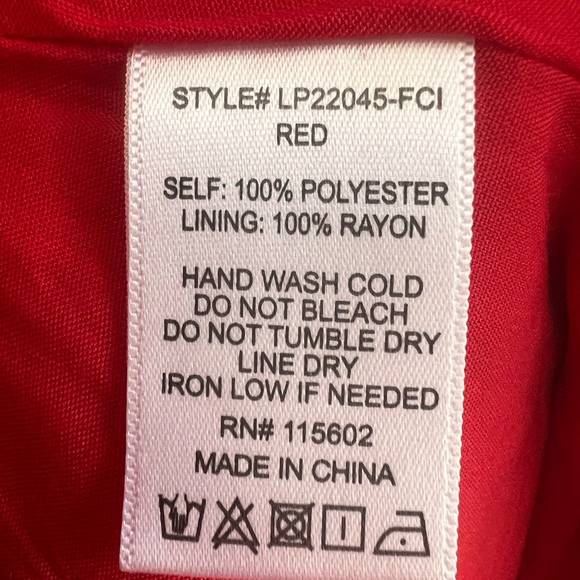 STYLE# LP22045-FCI
RED
SELF: 100% POLYESTER
LINING: 100% RAYON
HAND WASH COLD
DO NOT BLEACH
DO NOT TUMBLE DRY
LINE DRY
IRON LOW IF NEEDED
RN# 115602
MADE IN CHINA